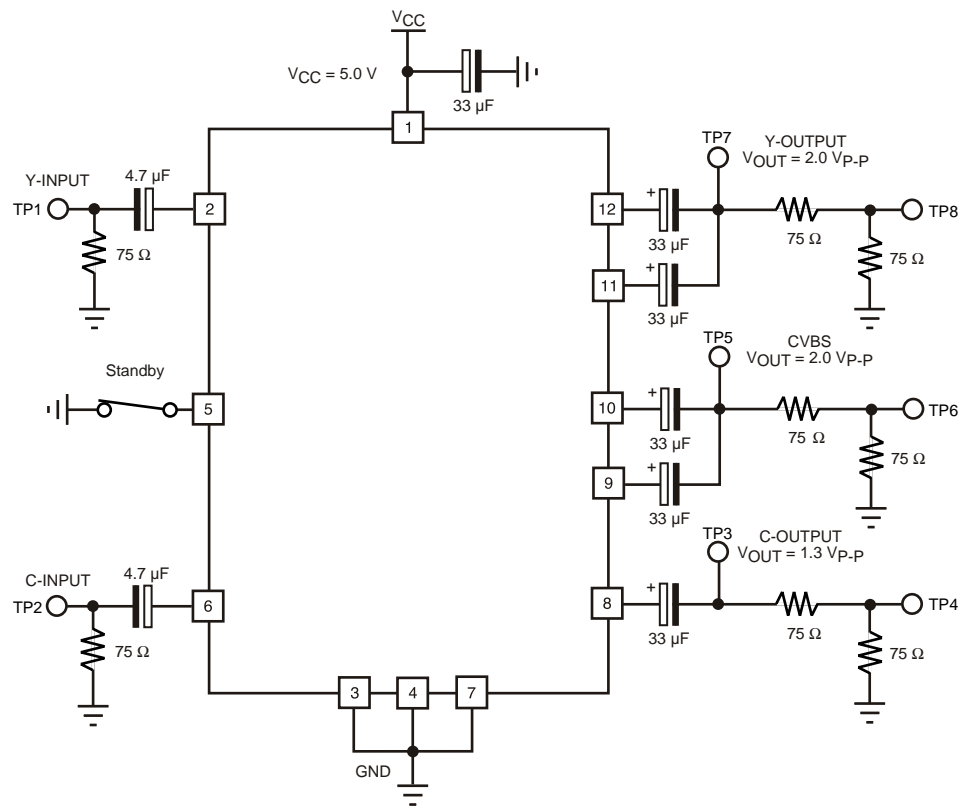 VCC
VCC = 5.0 V
33 µF
1
TP7
Y-OUTPUT
VOUT = 2.0 VP-P
Y-INPUT
4.7 µF
TP1
2
75 Ω
12
+
33 µF
75 Ω
TP8
75 Ω
11
+
33 µF
TP5
CVBS
VOUT = 2.0 VP-P
Standby
5
10
+
33 µF
75 Ω
TP6
75 Ω
9
+
33 µF
TP3
C-OUTPUT
VOUT = 1.3 VP-P
C-INPUT
4.7 µF
TP2
6
75 Ω
8
+
33 µF
75 Ω
TP4
75 Ω
3
4
7
GND